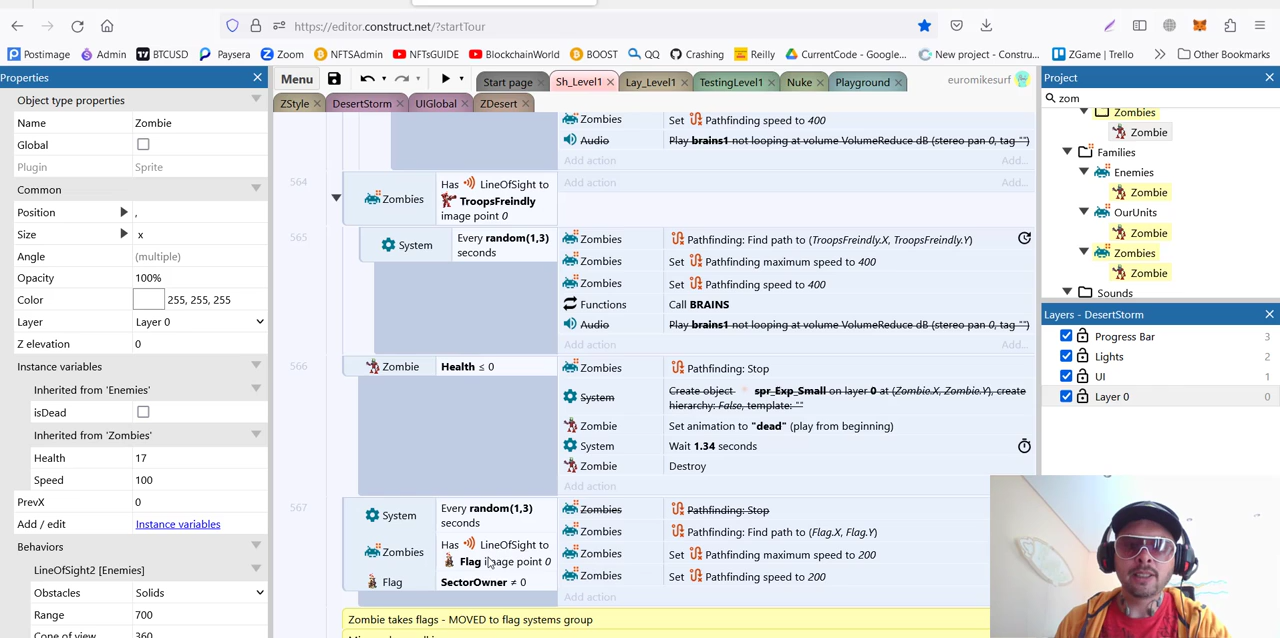 https://editor.construct.net/?startTour
Postimage
Admin
BTCUSD
Paysera
Zoom
NFTSAdmin
NFTsGUIDE
BlockchainWorld
BOOST
QQ
Crashing
Reilly
CurrentCode - Google...
New project - Constru...
ZGame | Trello
Other Bookmarks
Properties
Menu
Start page
Sh_Level1
Lay_Level1
TestingLevel1
Nuke
Playground
euromikesurf
Project
ZStyle
DesertStorm
UIGlobal
ZDesert
zom
Object type properties
Name Zombie
Global
Plugin Sprite
Common
Position ,
Size x
Angle (multiple)
Opacity 100%
Color 255, 255, 255
Layer Layer 0
Z elevation 0
Instance variables
Inherited from 'Enemies'
isDead
Inherited from 'Zombies'
Health 17
Speed 100
PrevX 0
Add / edit Instance variables
Behaviors
LineOfSight2 [Enemies]
Obstacles Solids
Range 700
Cone of view 360
Zombies Set Pathfinding speed to 400
Audio Play brains1 not looping at volume VolumeReduce dB (stereo pan 0, tag "")
Add action Add...
564
Zombies
Has LineOfSight to
TroopsFreindly
image point 0
Add action Add...
565
System
Every random(1,3)
seconds
Zombies Pathfinding: Find path to (TroopsFreindly.X, TroopsFreindly.Y)
Zombies Set Pathfinding maximum speed to 400
Zombies Set Pathfinding speed to 400
Functions Call BRAINS
Audio Play brains1 not looping at volume VolumeReduce dB (stereo pan 0, tag "")
Add action Add...
566
Zombie Health ≤ 0
Zombies Pathfinding: Stop
System Create object spr_Exp_Small on layer 0 at (Zombie.X, Zombie.Y), create
hierarchy: False, template: ""
Zombie Set animation to "dead" (play from beginning)
System Wait 1.34 seconds
Zombie Destroy
Add action
567
System
Every random(1,3)
seconds
Zombies
Has LineOfSight to
Flag image point 0
Flag SectorOwner ≠ 0
Zombies Pathfinding: Stop
Zombies Pathfinding: Find path to (Flag.X, Flag.Y)
Zombies Set Pathfinding maximum speed to 200
Zombies Set Pathfinding speed to 200
Add action
Zombie takes flags - MOVED to flag systems group
Zombies
Zombie
Families
Enemies
Zombie
OurUnits
Zombie
Zombies
Zombie
Sounds
Layers - DesertStorm
Progress Bar 3
Lights 2
UI 1
Layer 0 0